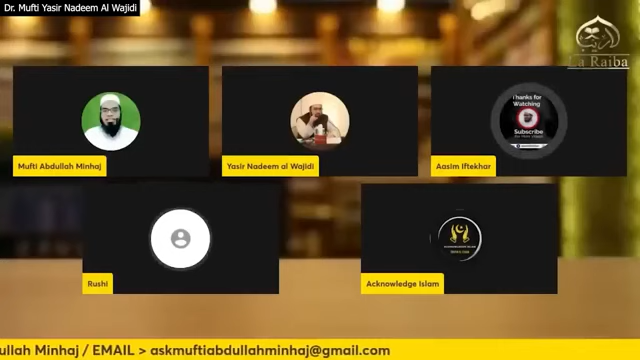 Dr. Mufti Yasir Nadeem Al Wajidi
La Raiba
Thanks for
Watching
Subscribe
Mufti Abdullah Minhaj
Yasir Nadeem al Wajidi
Aasim Iftekhar
Rushi
Acknowledge Islam
ullah Minhaj / EMAIL > askmuftiabdullahminhaj@gmail.com